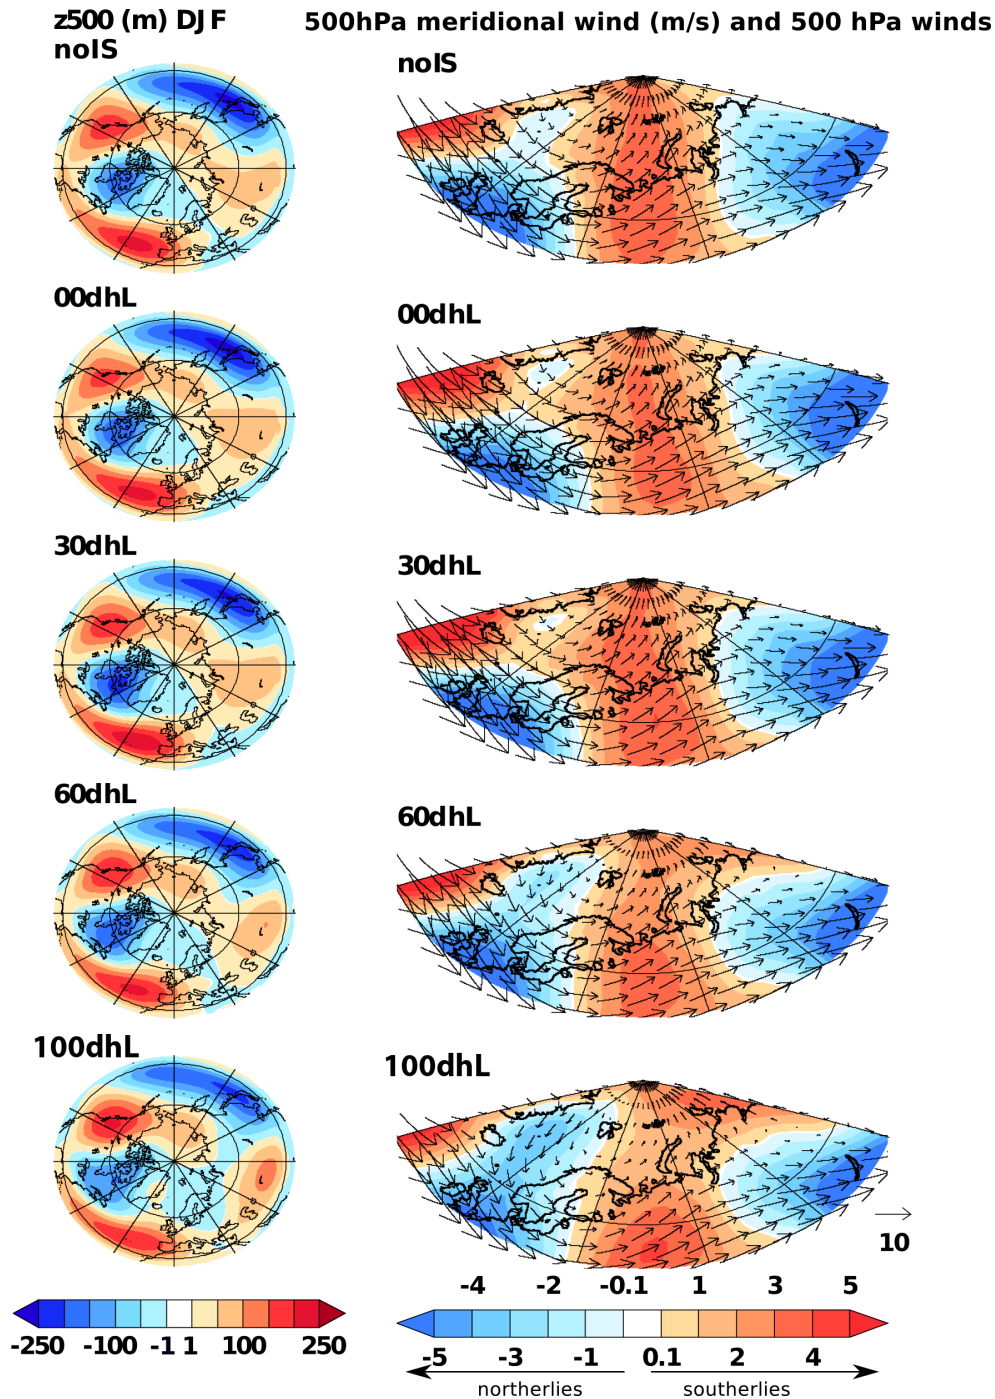 z500 (m) DJF
500hPa meridional wind (m/s) and 500 hPa winds
noIS
noIS
00dhL
00dhL
30dhL
30dhL
60dhL
60dhL
100dhL
100dhL
10
-4 -2 -0.1 1 3 5
-250 -100 -1 1 100 250
-5 -3 -1 0.1 2 4
northerlies southerlies